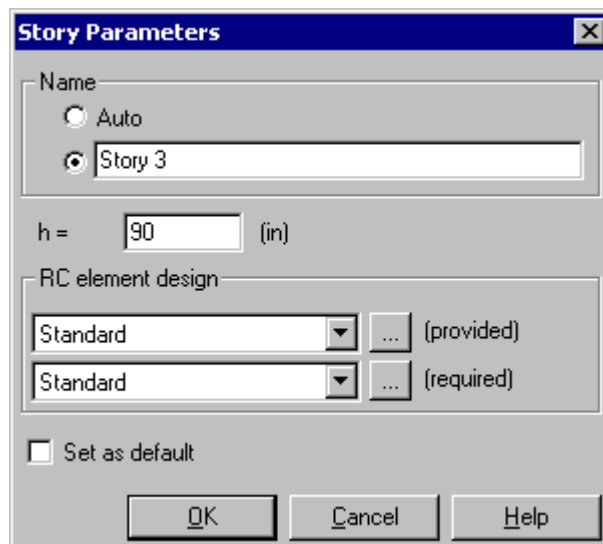 Story Parameters
Name
Auto
Story 3
h = 90 (in)
RC element design
Standard ... (provided)
Standard ... (required)
Set as default
OK Cancel Help